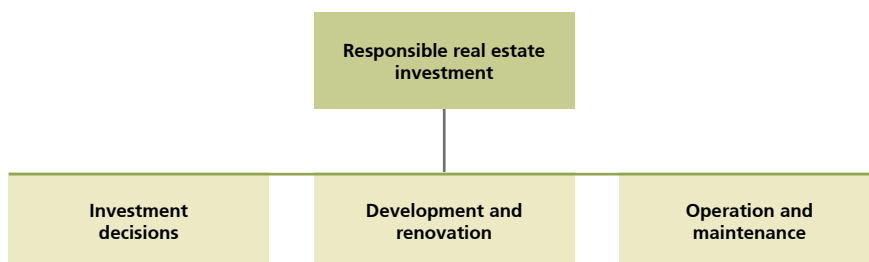 Responsible real estate
investment
Investment
decisions
Development and
renovation
Operation and
maintenance